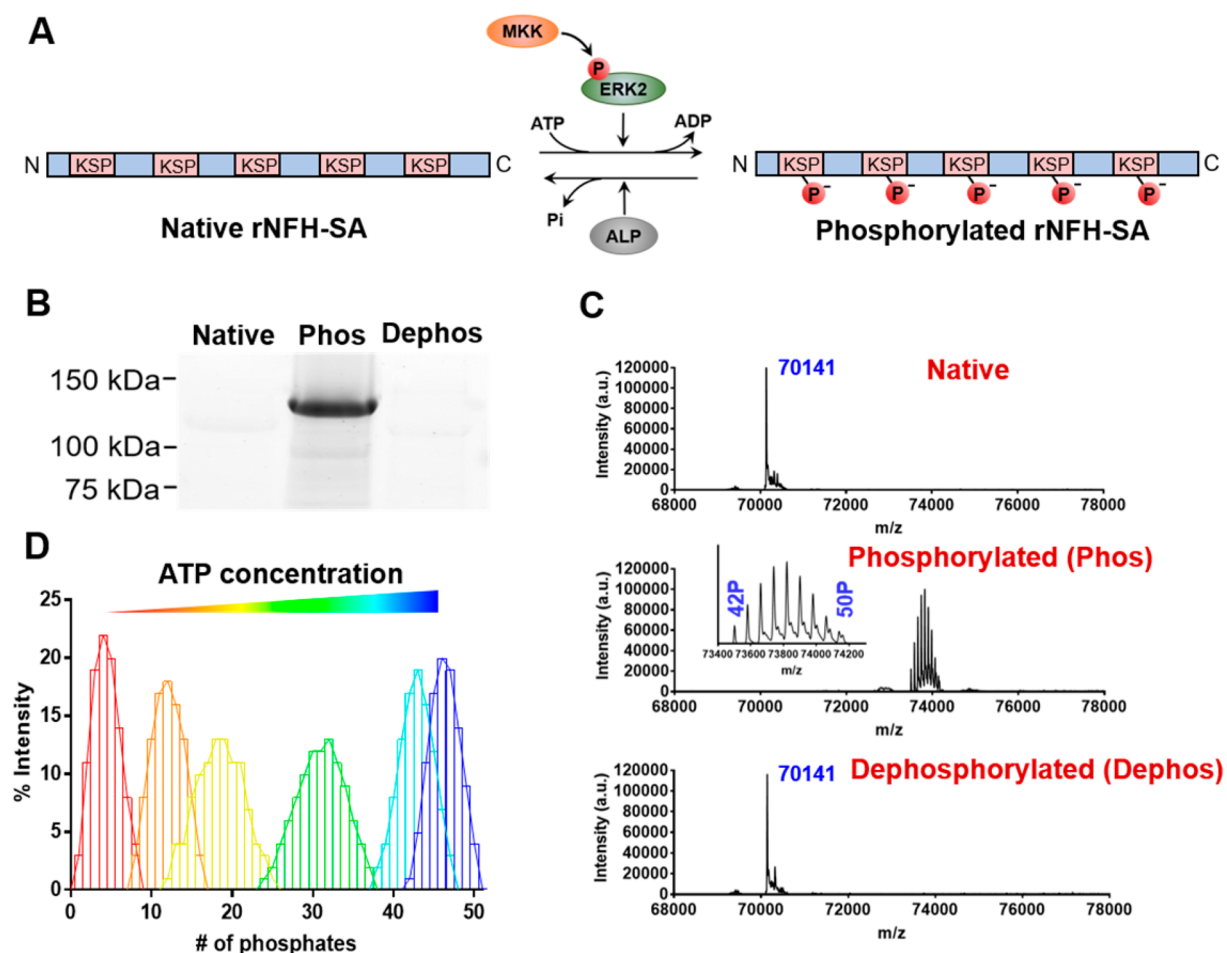 A
MKK
P
ERK2
ATP
ADP
N
KSP
KSP
KSP
KSP
KSP
C
N
KSP
KSP
KSP
KSP
KSP
C
P-
P-
P-
P-
P-
Pi
ALP
Native rNFH-SA
Phosphorylated rNFH-SA
B
Native Phos Dephos
150 kDa
100 kDa
75 kDa
C
Native
70141
Intensity (a.u.)
120000
100000
80000
60000
40000
20000
0
68000 70000 72000 74000 76000 78000
m/z
Phosphorylated (Phos)
42P
50P
73400 73600 73800 74000 74200
m/z
Intensity (a.u.)
120000
100000
80000
60000
40000
20000
0
68000 70000 72000 74000 76000 78000
m/z
Dephosphorylated (Dephos)
70141
Intensity (a.u.)
120000
100000
80000
60000
40000
20000
0
68000 70000 72000 74000 76000 78000
m/z
D
ATP concentration
% Intensity
25
20
15
10
5
0
0 10 20 30 40 50
# of phosphates